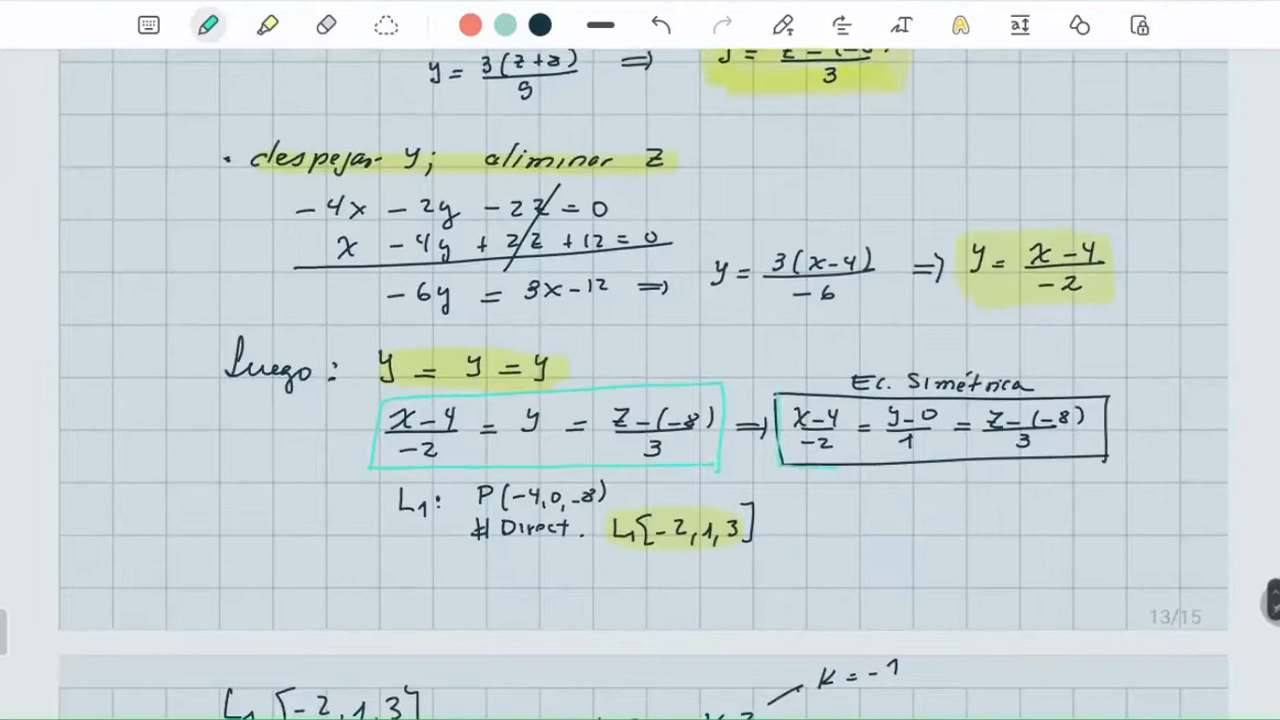 y = 3(z+8)/9 ⇒ y = z-(-8)/3
• despejar y; eliminar z
-4x - 2y - 2z = 0
x - 4y + 2z + 12 = 0
-6y = 3x-12 ⇒ y = 3(x-4)/-6 ⇒ y = x-4/-2
Luego: y = y = y
Ec. Simétrica
x-4/-2 = y = z-(-8)/3 ⇒ x-4/-2 = y-0/1 = z-(-8)/3
L1: P(-4,0,-8)
# Direct. L1[-2,1,3]
13/15
L1 [-2,1,3]
K = -1